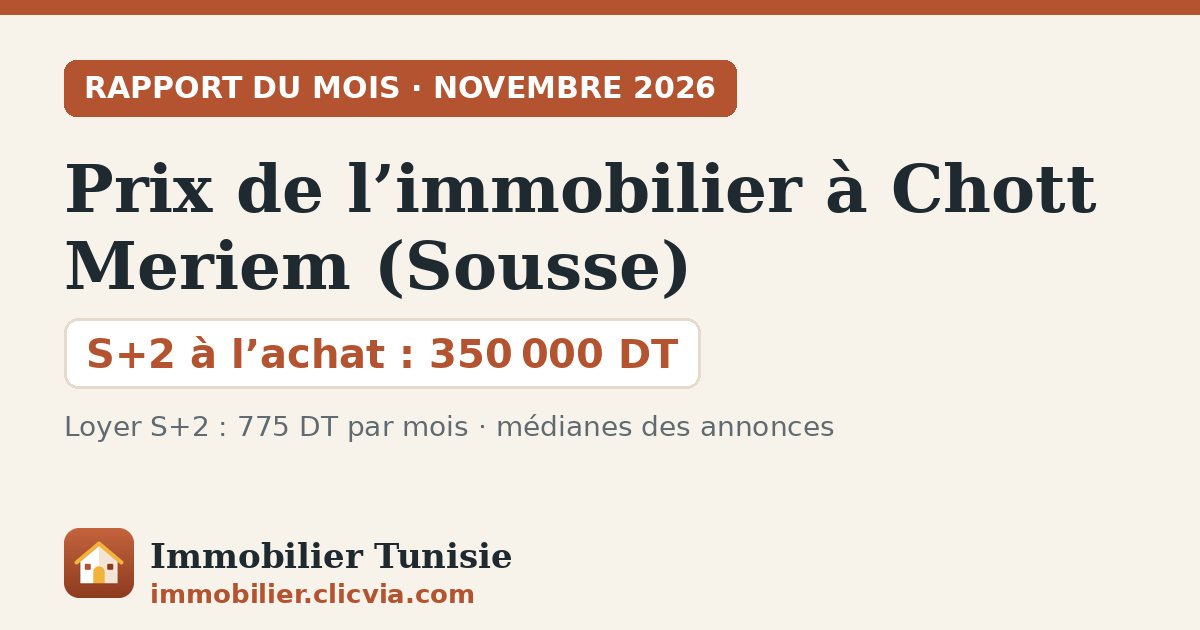 RAPPORT DU MOIS · NOVEMBRE 2026
Prix de l’immobilier à Chott
Meriem (Sousse)
S+2 à l’achat : 350 000 DT
Loyer S+2 : 775 DT par mois · médianes des annonces
Immobilier Tunisie
immobilier.clicvia.com